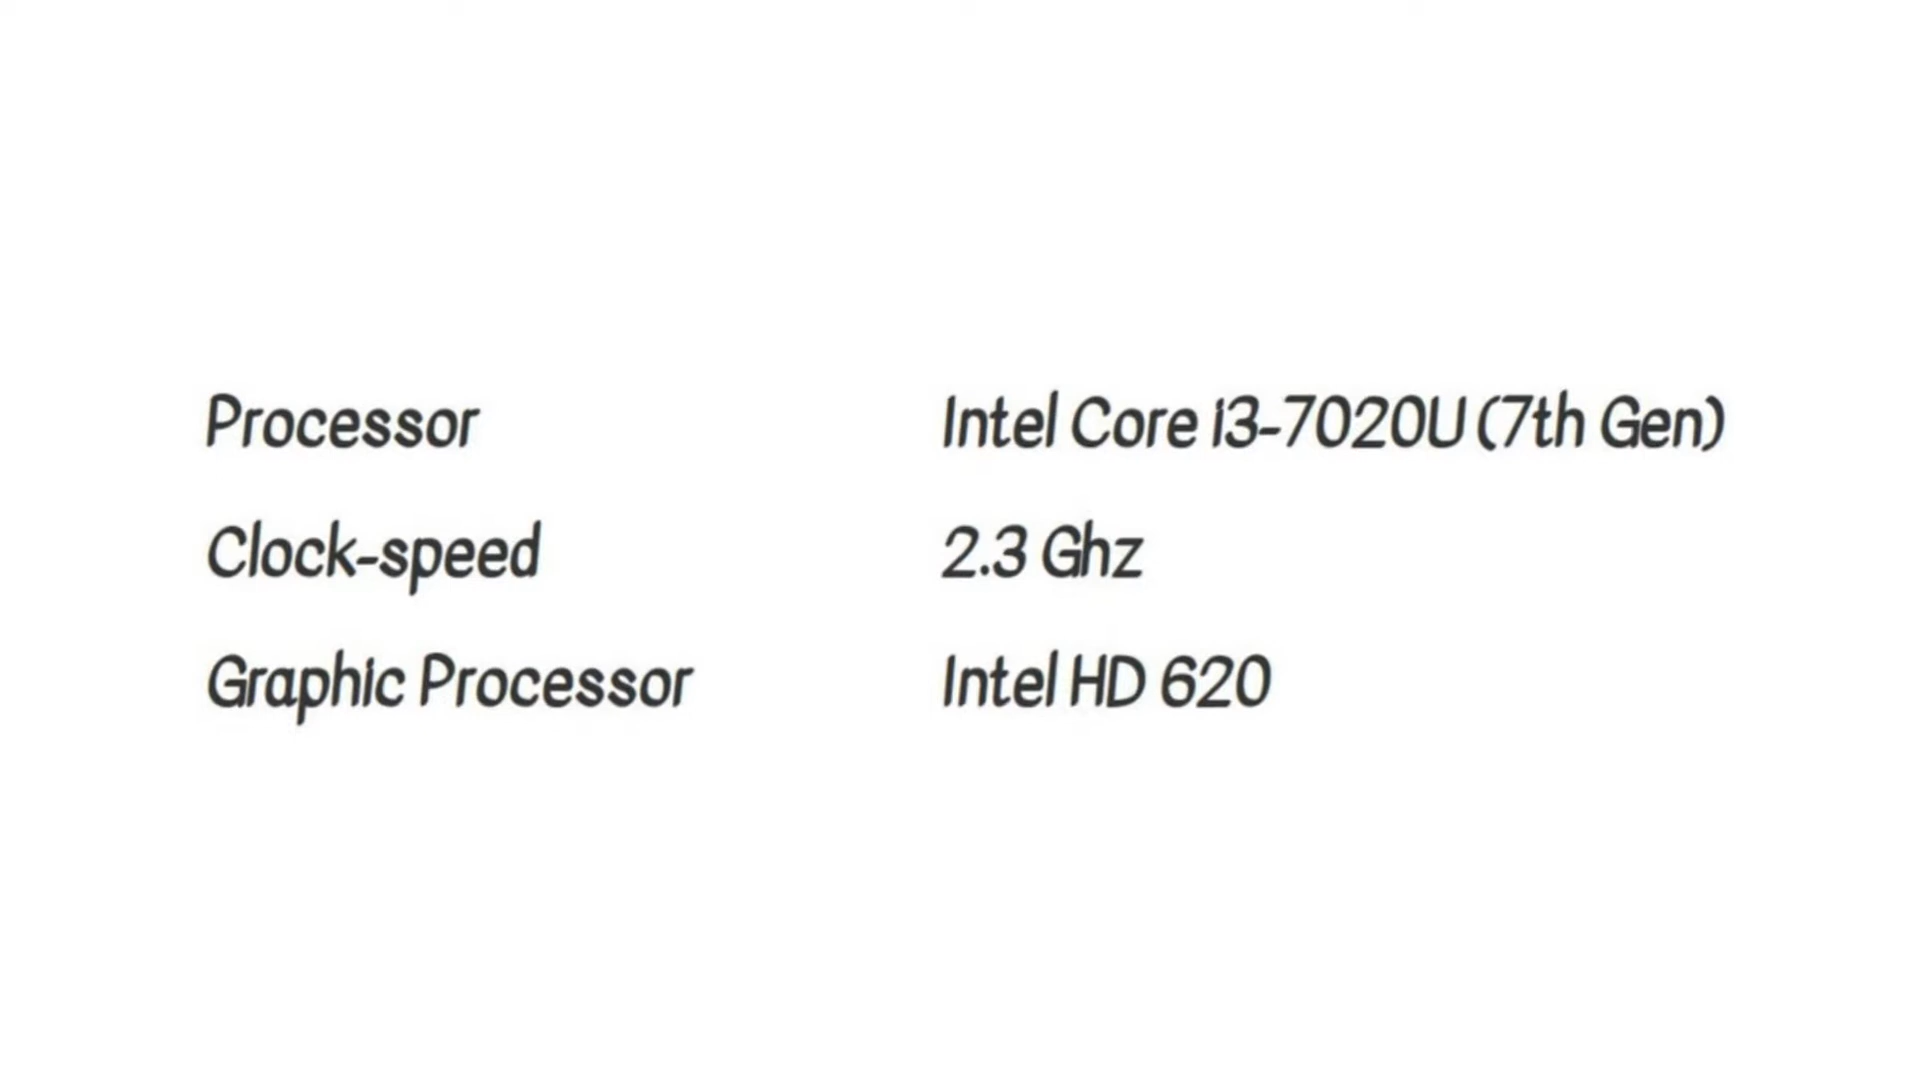 Processor Intel Core i3-7020U (7th Gen)
Clock-speed 2.3 Ghz
Graphic Processor Intel HD 620